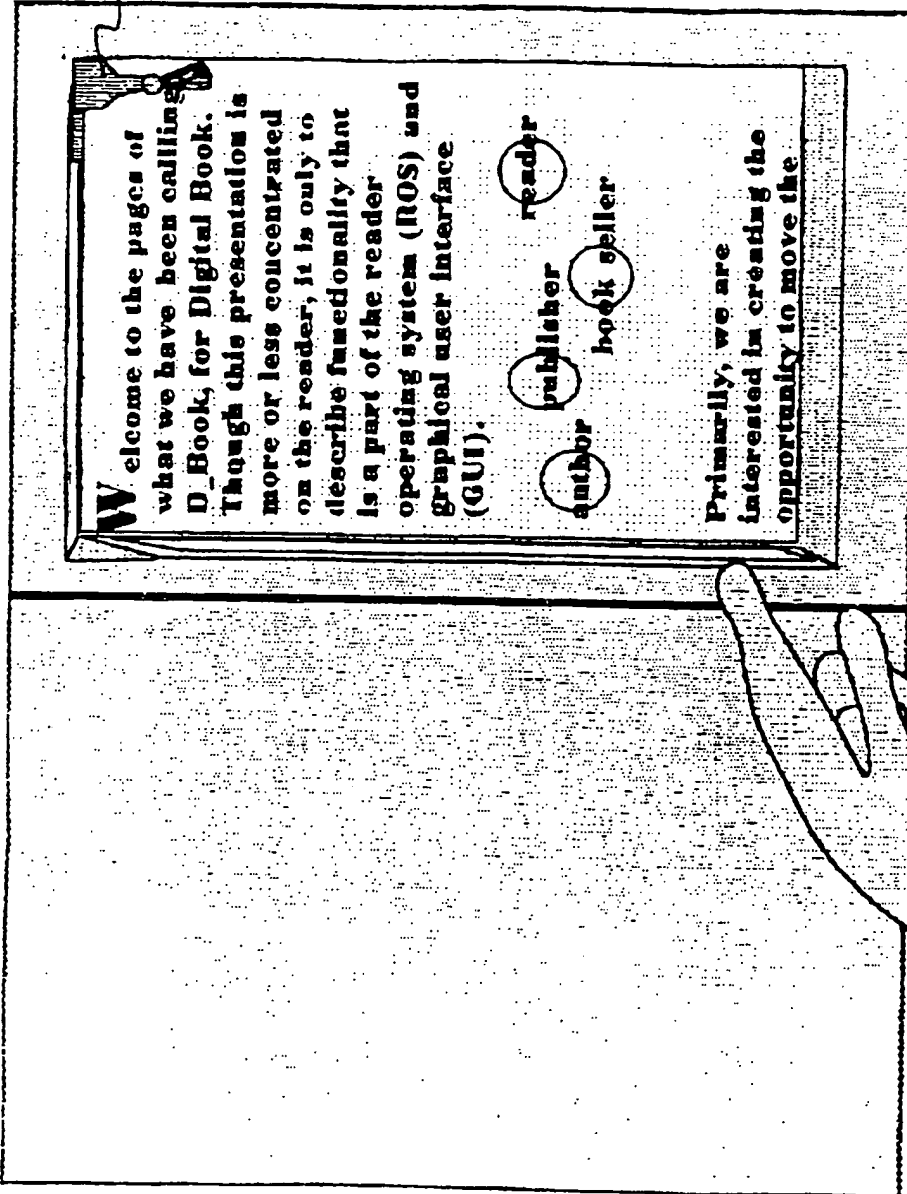 Welcome to the pages of
what we have been callling
D_Book, for Digital Book.
Though this presentation is
more or less concentrated
on the reader, it is only to
describe functionality that
is a part of the reader
operating system (ROS) and
graphical user interface
(GUI).
author publisher reader
book seller
Primarily, we are
interested in creating the
opportunity to move the